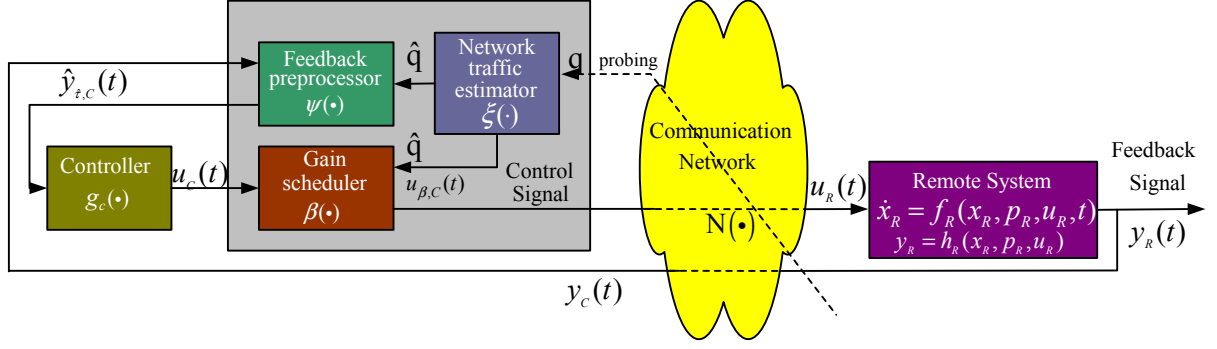 Feedback
preprocessor
ψ(•)
q̂
Network
traffic
estimator
ξ(·)
q
probing
ŷ_{τ̂,C}(t)
Controller
g_c(•)
u_C(t)
Gain
scheduler
β(•)
q̂
u_{β,C}(t)
Control
Signal
Communication
Network
N(•)
u_R(t)
Remote System
ẋ_R = f_R(x_R, p_R, u_R, t)
y_R = h_R(x_R, p_R, u_R)
Feedback
Signal
y_R(t)
y_C(t)